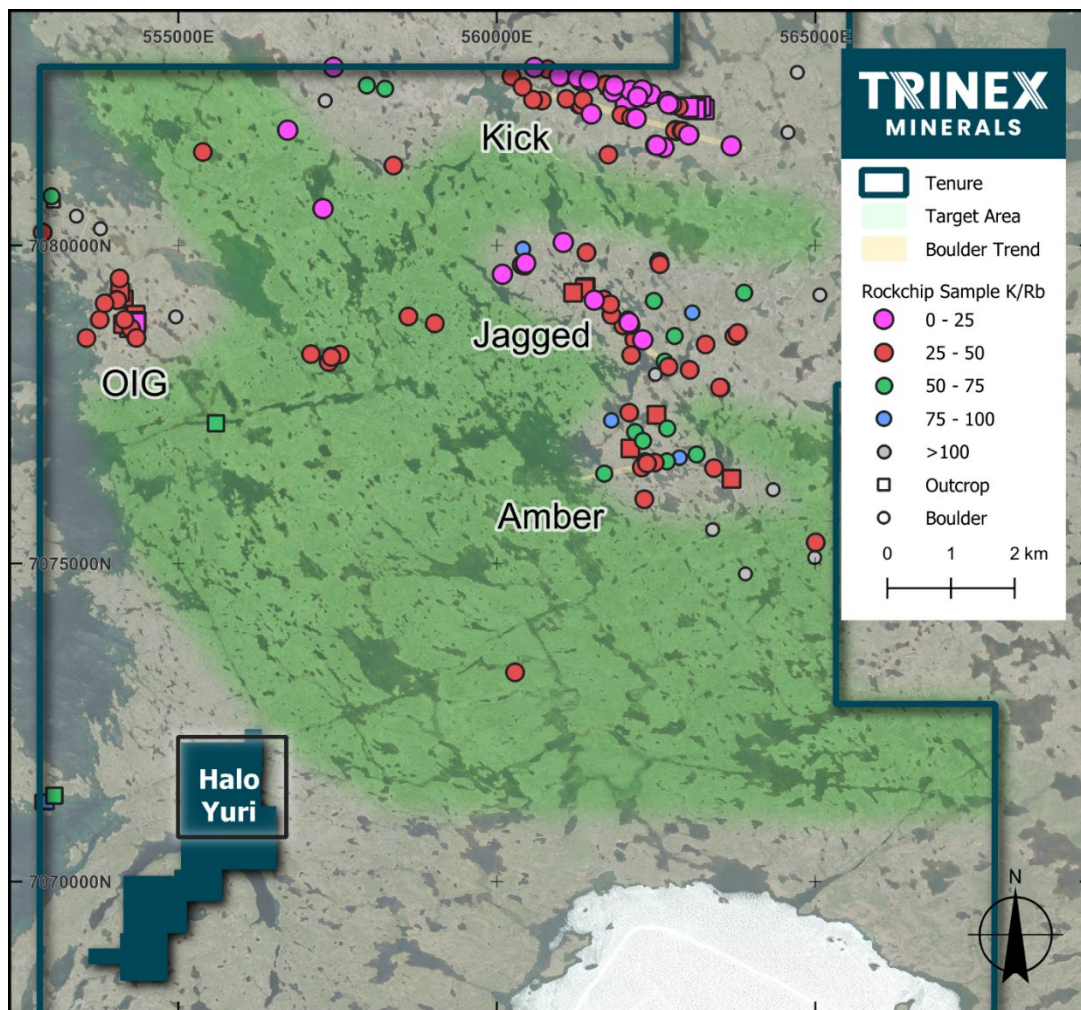 555000E
560000E
565000E
TRINEX
MINERALS
Tenure
Target Area
Boulder Trend
Rockchip Sample K/Rb
0 - 25
25 - 50
50 - 75
75 - 100
>100
Outcrop
Boulder
0 1 2 km
Kick
7080000N
Jagged
OIG
Amber
7075000N
Halo
Yuri
7070000N
N